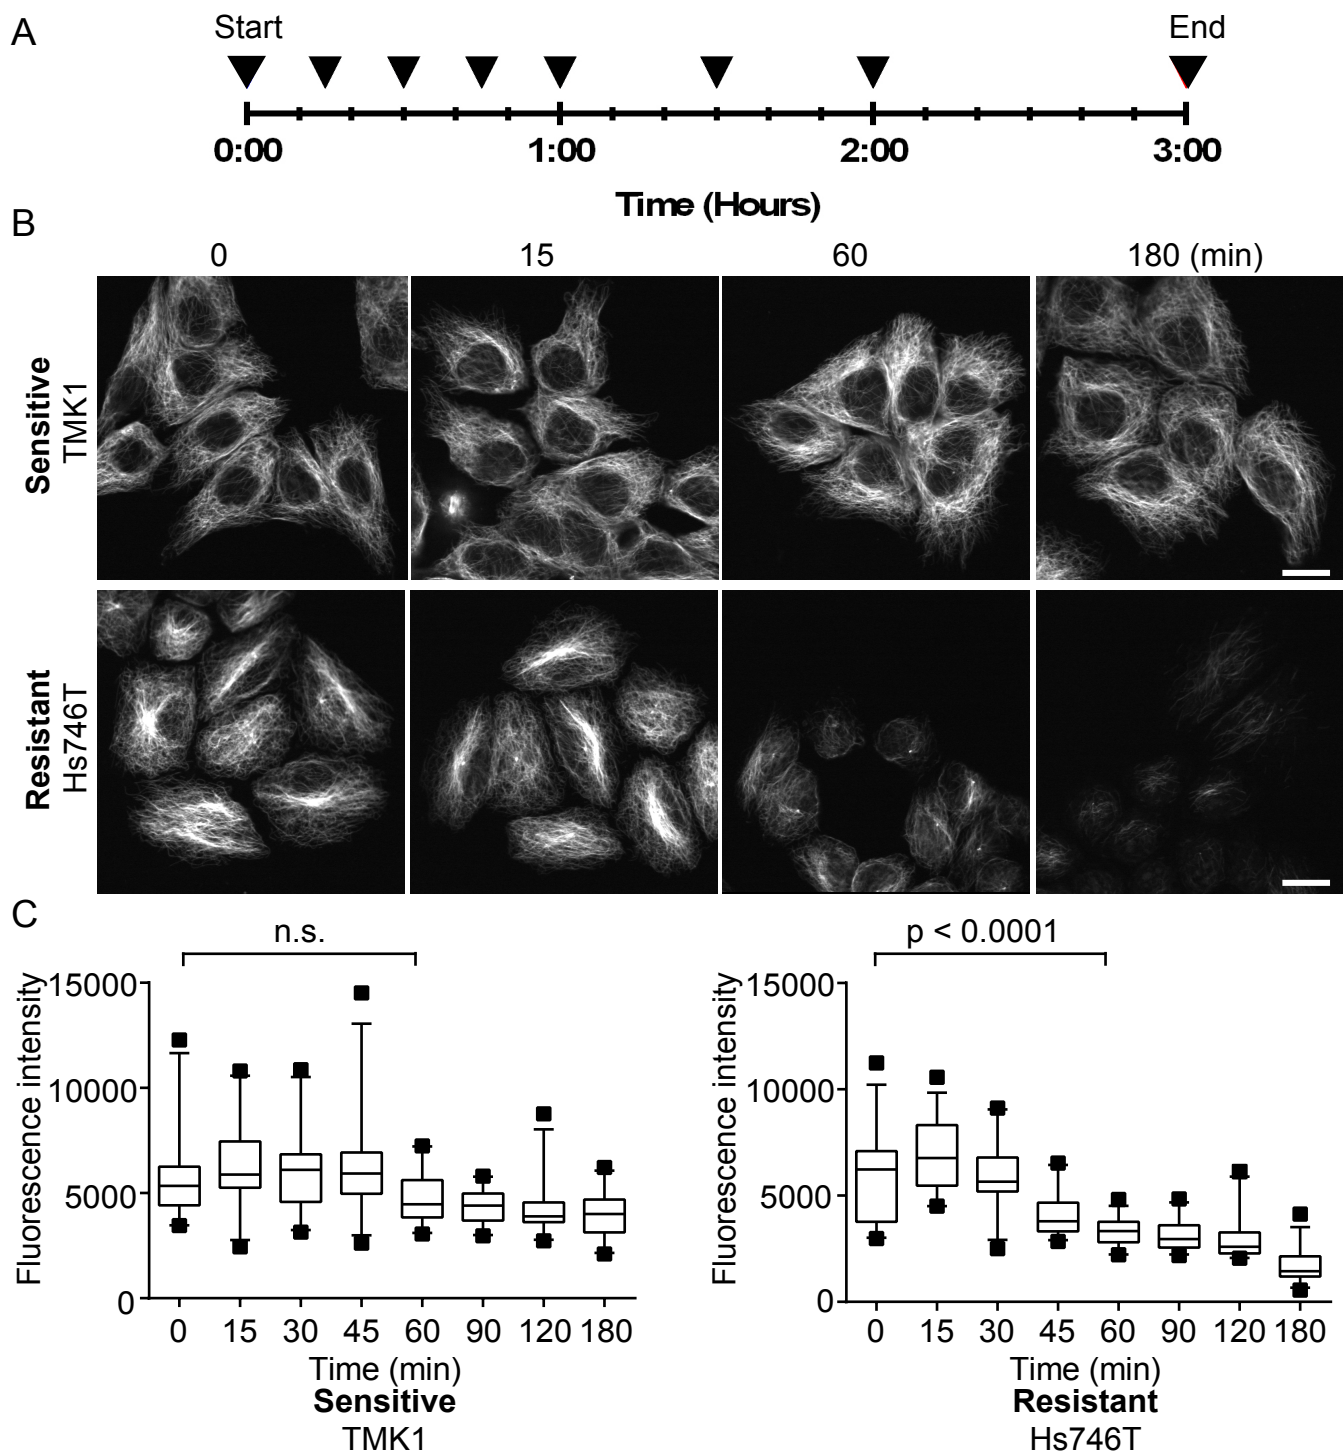 A
Start End
0:00 1:00 2:00 3:00
Time (Hours)
B
0 15 60 180 (min)
Sensitive
TMK1
Resistant
Hs746T
C
n.s.
Fluorescence intensity
15000
10000
5000
0
0 15 30 45 60 90 120 180
Time (min)
Sensitive
TMK1
p < 0.0001
Fluorescence intensity
15000
10000
5000
0
0 15 30 45 60 90 120 180
Time (min)
Resistant
Hs746T